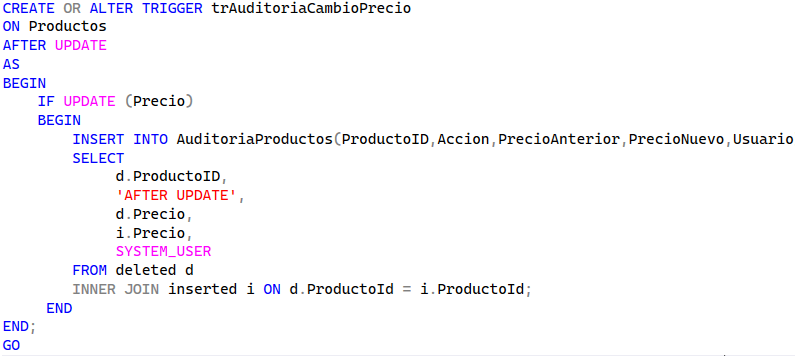 CREATE OR ALTER TRIGGER trAuditoriaCambioPrecio
ON Productos
AFTER UPDATE
AS
BEGIN
IF UPDATE (Precio)
BEGIN
INSERT INTO AuditoriaProductos(ProductoID,Accion,PrecioAnterior,PrecioNuevo,Usuario
SELECT
d.ProductoID,
'AFTER UPDATE',
d.Precio,
i.Precio,
SYSTEM_USER
FROM deleted d
INNER JOIN inserted i ON d.ProductoId = i.ProductoId;
END
END;
GO